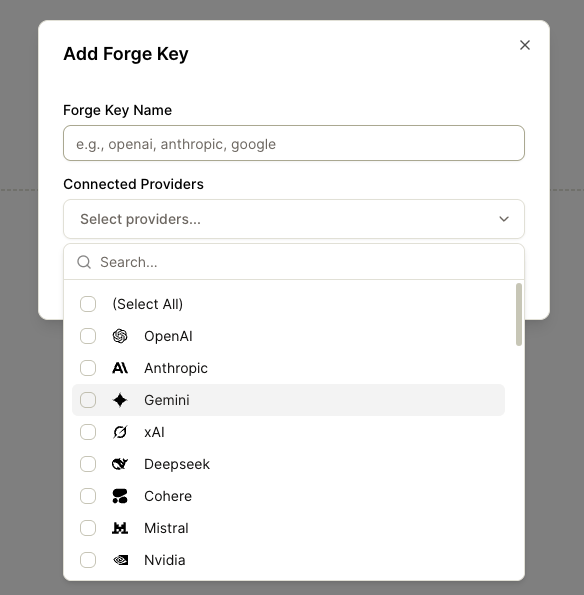 Add Forge Key
Forge Key Name
e.g., openai, anthropic, google
Connected Providers
Select providers...
Search...
(Select All)
OpenAI
Anthropic
Gemini
xAI
Deepseek
Cohere
Mistral
Nvidia